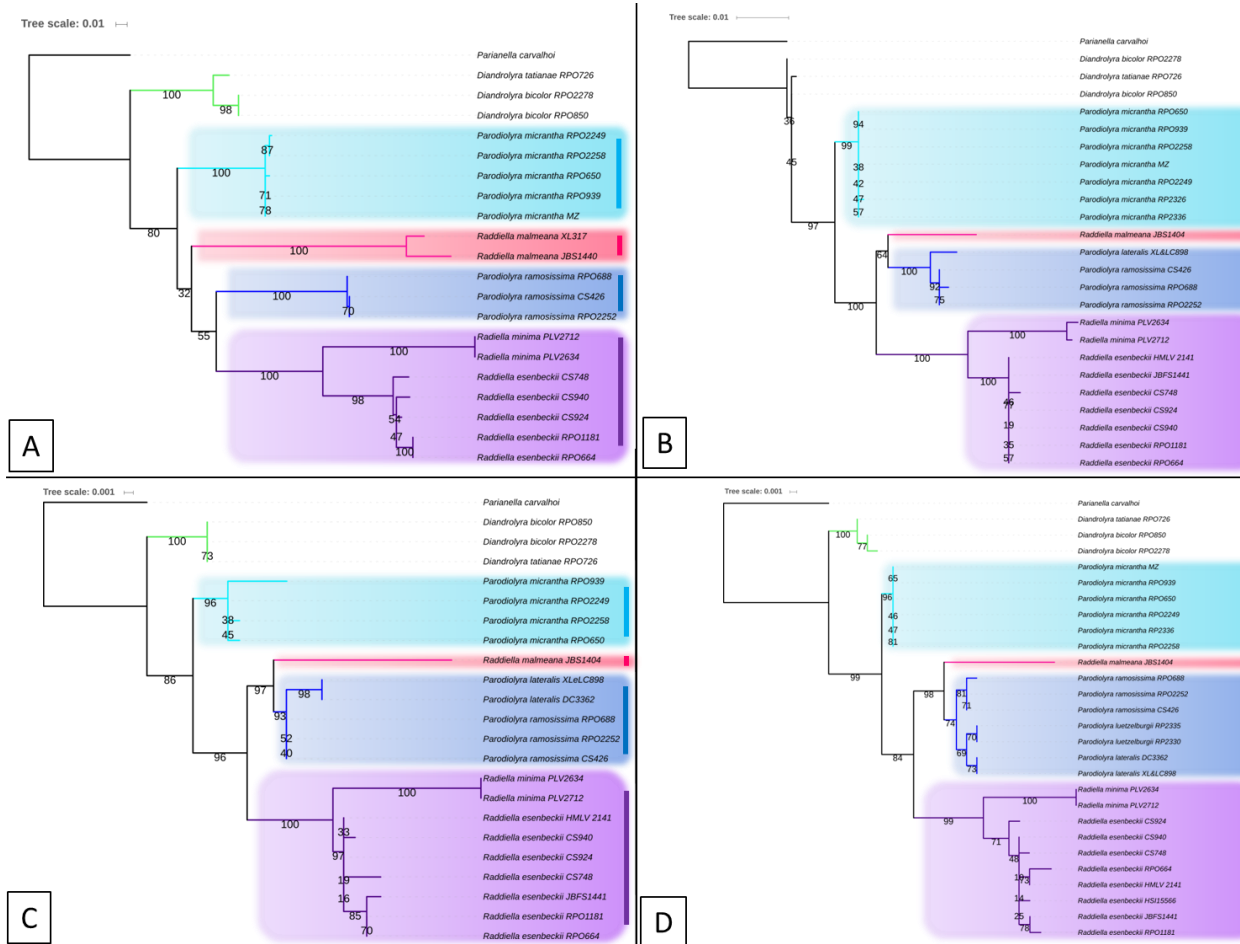 Tree scale: 0.01
Parianella carvalhoi
Diandrolyra tatianae RPO726
100
Diandrolyra bicolor RPO2278
98
Diandrolyra bicolor RPO850
Parodiolyra micrantha RPO2249
87
Parodiolyra micrantha RPO2258
100
Parodiolyra micrantha RPO650
71
Parodiolyra micrantha RPO939
78
Parodiolyra micrantha MZ
80
Raddiella malmeana XL317
100
Raddiella malmeana JBS1440
Parodiolyra ramosissima RPO688
32
100
Parodiolyra ramosissima CS426
70
Parodiolyra ramosissima RPO2252
55
Radiella minima PLV2712
100
Radiella minima PLV2634
100
Raddiella esenbeckii CS748
98
Raddiella esenbeckii CS940
54
Raddiella esenbeckii CS924
47
Raddiella esenbeckii RPO1181
100
Raddiella esenbeckii RPO664
A
Tree scale: 0.01
Parianella carvalhoi
Diandrolyra bicolor RPO2278
Diandrolyra tatianae RPO726
Diandrolyra bicolor RPO850
36
Parodiolyra micrantha RPO650
94
Parodiolyra micrantha RPO939
99
Parodiolyra micrantha RPO2258
45
38
Parodiolyra micrantha MZ
42
Parodiolyra micrantha RPO2249
47
Parodiolyra micrantha RP2326
57
Parodiolyra micrantha RP2336
97
Raddiella malmeana JBS1404
64
Parodiolyra lateralis XL&LC898
100
Parodiolyra ramosissima CS426
92
Parodiolyra ramosissima RPO688
75
Parodiolyra ramosissima RPO2252
100
Radiella minima PLV2634
100
Radiella minima PLV2712
100
Raddiella esenbeckii HMLV 2141
100
Raddiella esenbeckii JBFS1441
Raddiella esenbeckii CS748
46
77
Raddiella esenbeckii CS924
19
Raddiella esenbeckii CS940
35
Raddiella esenbeckii RPO1181
57
Raddiella esenbeckii RPO664
B
Tree scale: 0.001
Parianella carvalhoi
Diandrolyra bicolor RPO850
100
Diandrolyra bicolor RPO2278
73
Diandrolyra tatianae RPO726
Parodiolyra micrantha RPO939
96
Parodiolyra micrantha RPO2249
38
Parodiolyra micrantha RPO2258
45
Parodiolyra micrantha RPO650
86
Raddiella malmeana JBS1404
97
98
Parodiolyra lateralis XLeLC898
Parodiolyra lateralis DC3362
93
Parodiolyra ramosissima RPO688
52
Parodiolyra ramosissima RPO2252
40
Parodiolyra ramosissima CS426
96
Radiella minima PLV2634
100
Radiella minima PLV2712
100
Raddiella esenbeckii HMLV 2141
33
Raddiella esenbeckii CS940
97
Raddiella esenbeckii CS924
19
Raddiella esenbeckii CS748
16
Raddiella esenbeckii JBFS1441
85
Raddiella esenbeckii RPO1181
70
Raddiella esenbeckii RPO664
C
Tree scale: 0.001
Parianella carvalhoi
Diandrolyra tatianae RPO726
100
Diandrolyra bicolor RPO850
77
Diandrolyra bicolor RPO2278
Parodiolyra micrantha MZ
65
Parodiolyra micrantha RPO939
96
Parodiolyra micrantha RPO650
46
Parodiolyra micrantha RPO2249
47
Parodiolyra micrantha RP2336
81
Parodiolyra micrantha RPO2258
99
Raddiella malmeana JBS1404
98
Parodiolyra ramosissima RPO688
81
Parodiolyra ramosissima RPO2252
71
Parodiolyra ramosissima CS426
74
Parodiolyra luetzelburgii RP2335
70
Parodiolyra luetzelburgii RP2330
69
Parodiolyra lateralis DC3362
73
Parodiolyra lateralis XL&LC898
84
Radiella minima PLV2634
100
Radiella minima PLV2712
99
Raddiella esenbeckii CS924
71
Raddiella esenbeckii CS940
48
Raddiella esenbeckii CS748
Raddiella esenbeckii RPO664
73
Raddiella esenbeckii HMLV 2141
14
Raddiella esenbeckii HSI15566
25
Raddiella esenbeckii JBFS1441
78
Raddiella esenbeckii RPO1181
D